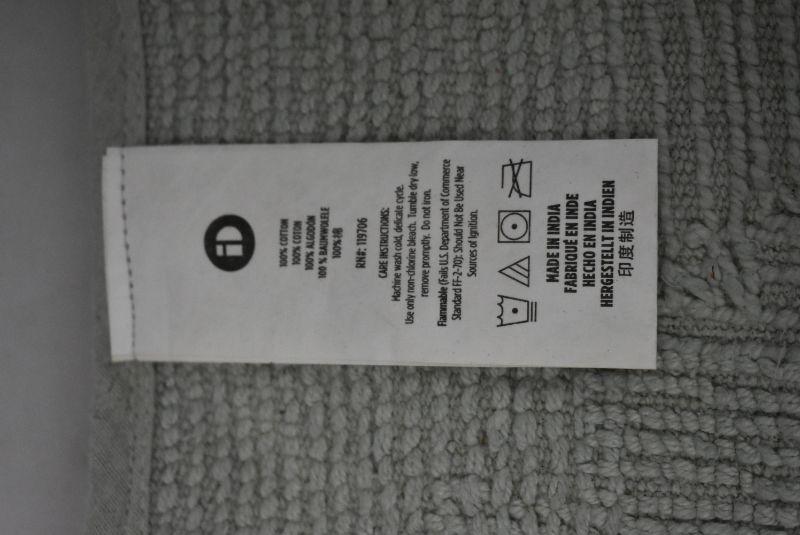 iD
100% COTTON
100% COTON
100% ALGODÓN
100 % BAUMWOLELE
100% 棉
RN#: 119706
CARE INSTRUCTIONS:
Machine wash cold, delicate cycle.
Use only non-chlorine bleach. Tumble dry low,
remove promptly. Do not iron.
Flammable (Fails U.S. Department of Commerce
Standard FF-2-70): Should Not Be Used Near
Sources of Ignition.
MADE IN INDIA
FABRIQUÉ EN INDE
HECHO EN INDIA
HERGESTELLT IN INDIEN
印度制造